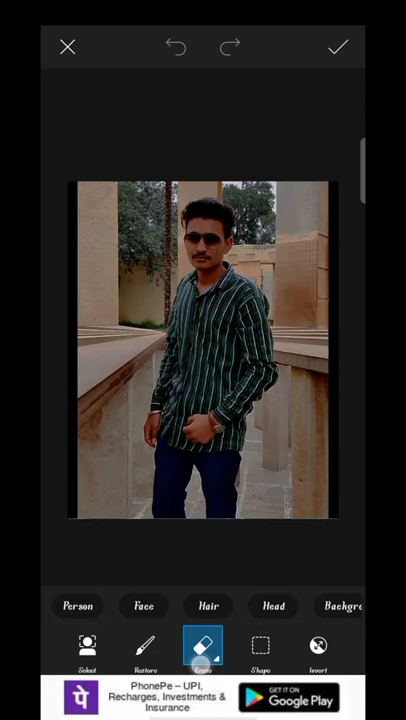 Person Face Hair Head Backgro
Select Restore Erase Shape Invert
पे PhonePe – UPI,
Recharges, Investments &
Insurance
GET IT ON
Google Play